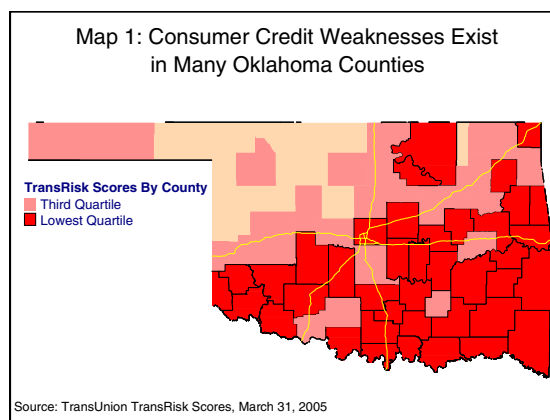 Map 1: Consumer Credit Weaknesses Exist
in Many Oklahoma Counties
TransRisk Scores By County
Third Quartile
Lowest Quartile
Source: TransUnion TransRisk Scores, March 31, 2005